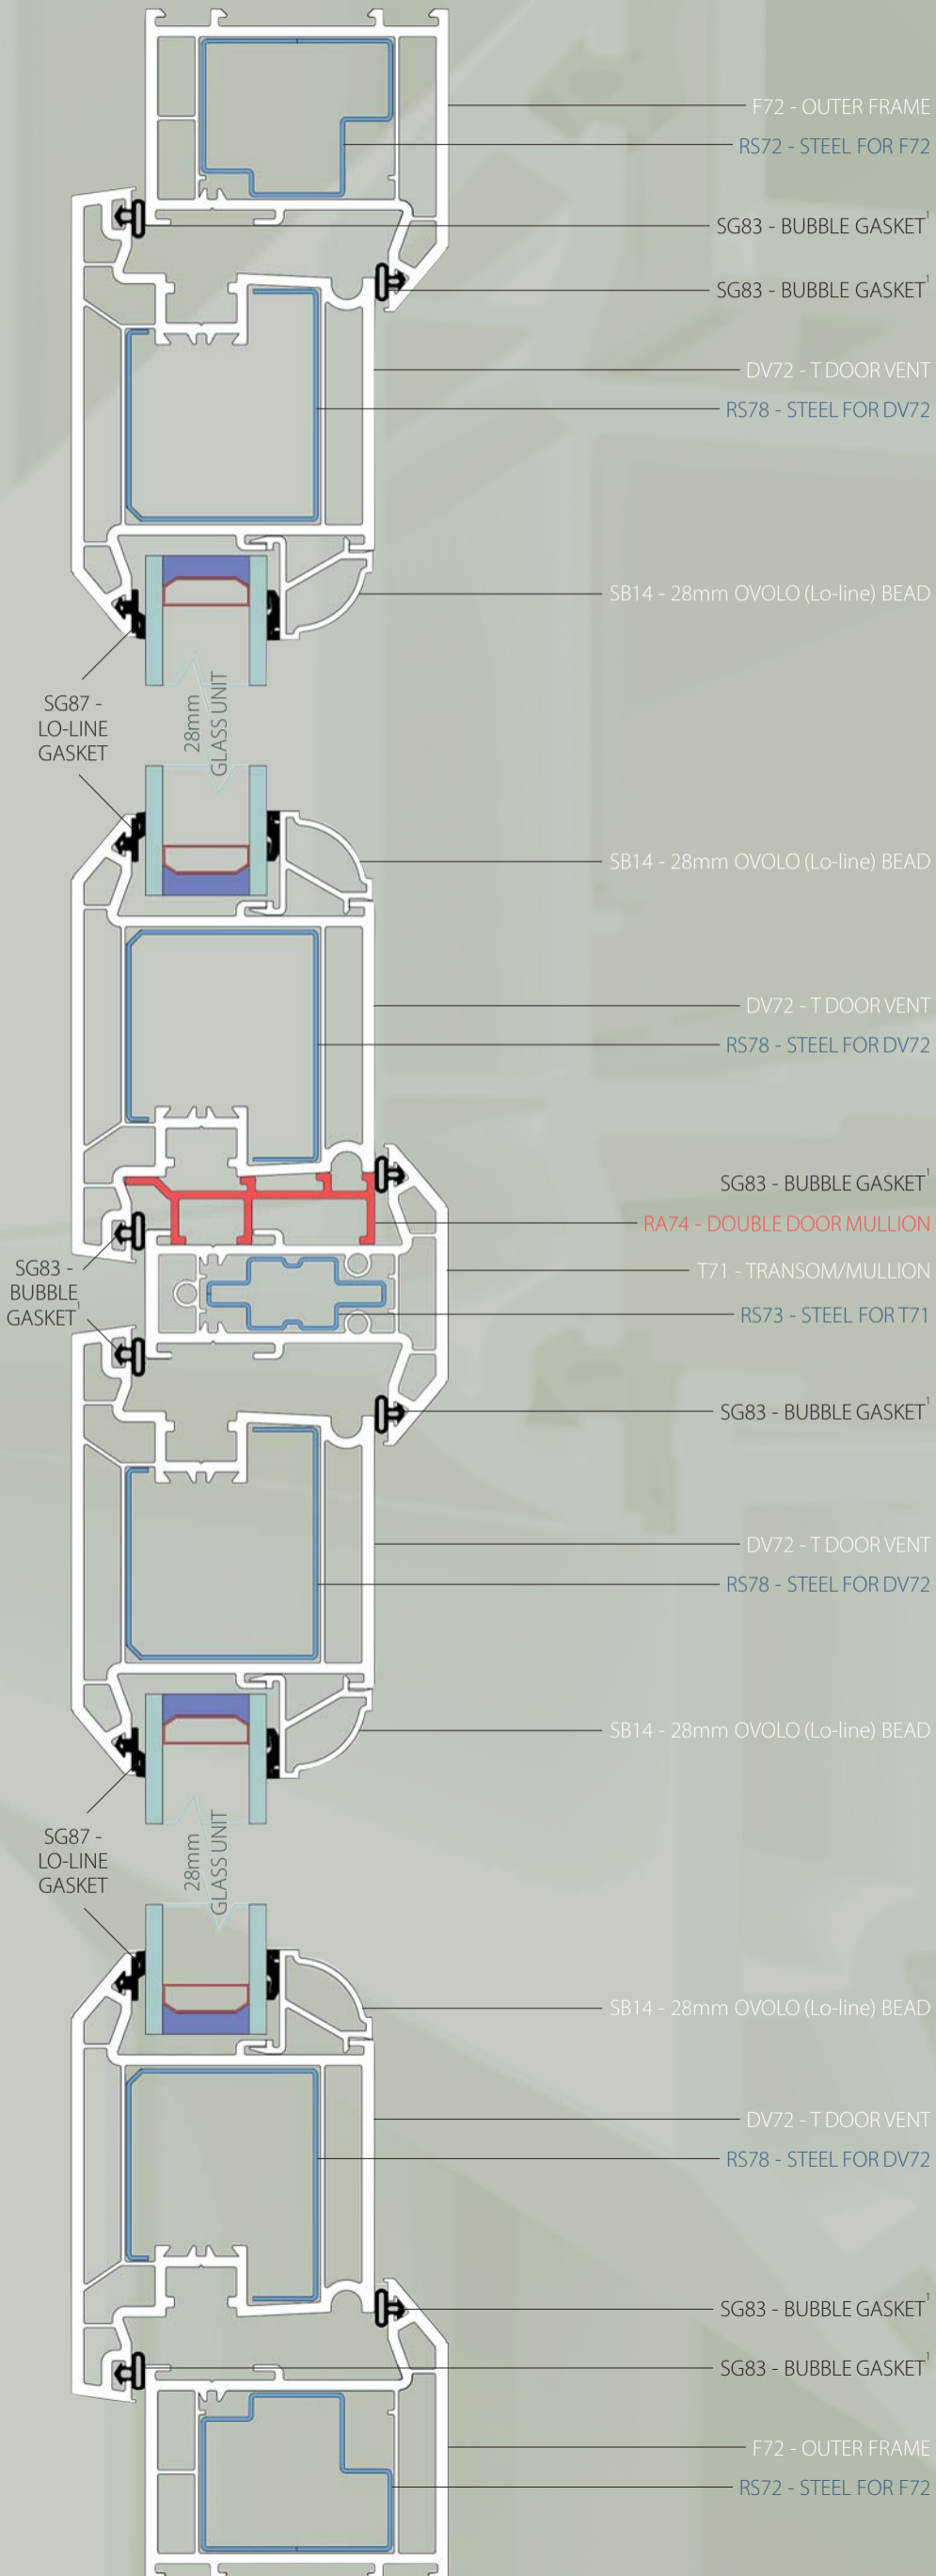 F72 - OUTER FRAME
RS72 - STEEL FOR F72
SG83 - BUBBLE GASKET¹
SG83 - BUBBLE GASKET¹
DV72 - T DOOR VENT
RS78 - STEEL FOR DV72
SB14 - 28mm OVOLO (Lo-line) BEAD
SG87 -
LO-LINE
GASKET
28mm
GLASS UNIT
SB14 - 28mm OVOLO (Lo-line) BEAD
DV72 - T DOOR VENT
RS78 - STEEL FOR DV72
SG83 - BUBBLE GASKET¹
RA74 - DOUBLE DOOR MULLION
SG83 -
BUBBLE
GASKET¹
T71 - TRANSOM/MULLION
RS73 - STEEL FOR T71
SG83 - BUBBLE GASKET¹
DV72 - T DOOR VENT
RS78 - STEEL FOR DV72
SB14 - 28mm OVOLO (Lo-line) BEAD
SG87 -
LO-LINE
GASKET
28mm
GLASS UNIT
SB14 - 28mm OVOLO (Lo-line) BEAD
DV72 - T DOOR VENT
RS78 - STEEL FOR DV72
SG83 - BUBBLE GASKET¹
SG83 - BUBBLE GASKET¹
F72 - OUTER FRAME
RS72 - STEEL FOR F72